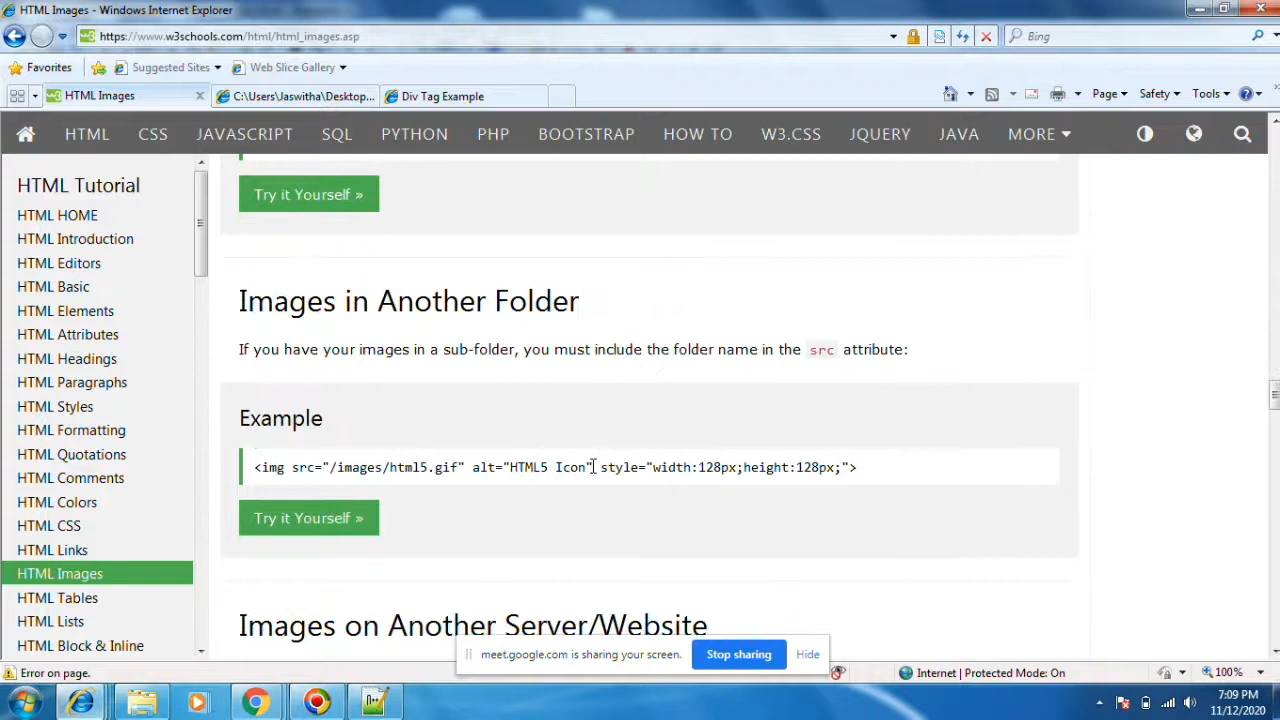 HTML Images - Windows Internet Explorer
https://www.w3schools.com/html/html_images.asp
Bing
Favorites
Suggested Sites
Web Slice Gallery
HTML Images
C:\Users\Jaswitha\Desktop...
Div Tag Example
Page
Safety
Tools
HTML CSS JAVASCRIPT SQL PYTHON PHP BOOTSTRAP HOW TO W3.CSS JQUERY JAVA MORE
HTML Tutorial
HTML HOME
HTML Introduction
HTML Editors
HTML Basic
HTML Elements
HTML Attributes
HTML Headings
HTML Paragraphs
HTML Styles
HTML Formatting
HTML Quotations
HTML Comments
HTML Colors
HTML CSS
HTML Links
HTML Images
HTML Tables
HTML Lists
HTML Block & Inline
Try it Yourself »
Images in Another Folder
If you have your images in a sub-folder, you must include the folder name in the src attribute:
Example
<img src="/images/html5.gif" alt="HTML5 Icon" style="width:128px;height:128px;">
Try it Yourself »
Images on Another Server/Website
meet.google.com is sharing your screen.
Stop sharing
Hide
Error on page.
Internet | Protected Mode: On
100%
7:09 PM
11/12/2020